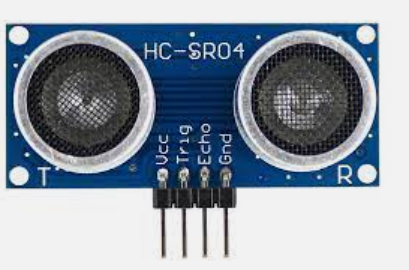 HC-SR04
Vcc
Trig
Echo
Gnd
T
R